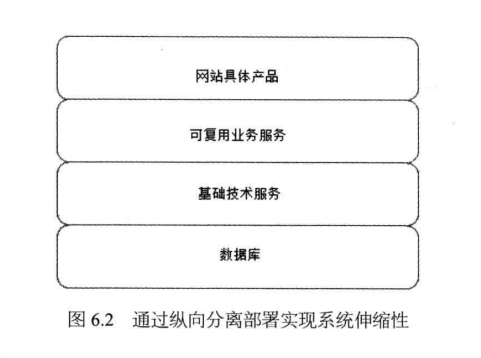 网站具体产品
可复用业务服务
基础技术服务
数据库
图 6.2 通过纵向分离部署实现系统伸缩性